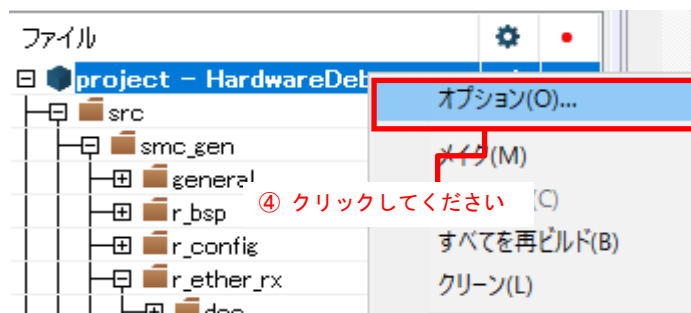 ファイル
project - HardwareDeb
オプション(O)...
src
メイク(M)
smc_gen
general
④ クリックしてください
(C)
r_bsp
r_config
すべてを再ビルド(B)
r_ether_rx
クリーン(L)
doc